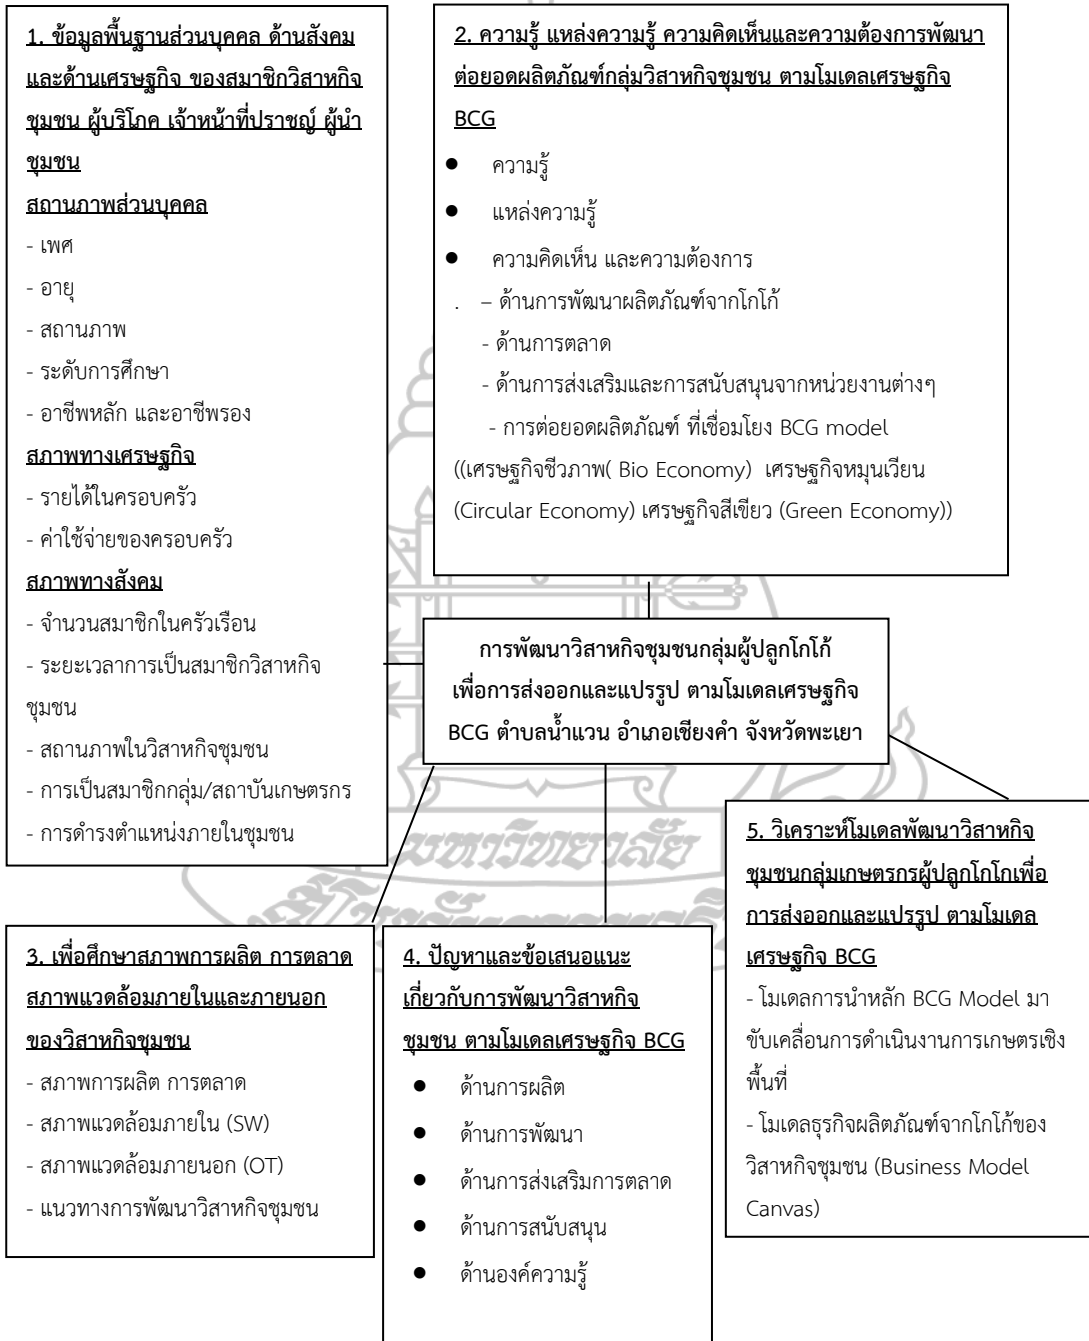 1. ข้อมูลพื้นฐานส่วนบุคคล ด้านสังคม
และด้านเศรษฐกิจ ของสมาชิกวิสาหกิจ
ชุมชน ผู้บริโภค เจ้าหน้าที่ปราชญ์ ผู้นำ
ชุมชน
สถานภาพส่วนบุคคล
- เพศ
- อายุ
- สถานภาพ
- ระดับการศึกษา
- อาชีพหลัก และอาชีพรอง
สภาพทางเศรษฐกิจ
- รายได้ในครอบครัว
- ค่าใช้จ่ายของครอบครัว
สภาพทางสังคม
- จำนวนสมาชิกในครัวเรือน
- ระยะเวลาการเป็นสมาชิกวิสาหกิจ
ชุมชน
- สถานภาพในวิสาหกิจชุมชน
- การเป็นสมาชิกกลุ่ม/สถาบันเกษตรกร
- การดำรงตำแหน่งภายในชุมชน
2. ความรู้ แหล่งความรู้ ความคิดเห็นและความต้องการพัฒนา
ต่อยอดผลิตภัณฑ์กลุ่มวิสาหกิจชุมชน ตามโมเดลเศรษฐกิจ
BCG
● ความรู้
● แหล่งความรู้
● ความคิดเห็น และความต้องการ
. – ด้านการพัฒนาผลิตภัณฑ์จากโกโก้
- ด้านการตลาด
- ด้านการส่งเสริมและการสนับสนุนจากหน่วยงานต่างๆ
- การต่อยอดผลิตภัณฑ์ ที่เชื่อมโยง BCG model
((เศรษฐกิจชีวภาพ( Bio Economy) เศรษฐกิจหมุนเวียน
(Circular Economy) เศรษฐกิจสีเขียว (Green Economy))
การพัฒนาวิสาหกิจชุมชนกลุ่มผู้ปลูกโกโก้
เพื่อการส่งออกและแปรรูป ตามโมเดลเศรษฐกิจ
BCG ตำบลน้ำแวน อำเภอเชียงคำ จังหวัดพะเยา
3. เพื่อศึกษาสภาพการผลิต การตลาด
สภาพแวดล้อมภายในและภายนอก
ของวิสาหกิจชุมชน
- สภาพการผลิต การตลาด
- สภาพแวดล้อมภายใน (SW)
- สภาพแวดล้อมภายนอก (OT)
- แนวทางการพัฒนาวิสาหกิจชุมชน
4. ปัญหาและข้อเสนอแนะ
เกี่ยวกับการพัฒนาวิสาหกิจ
ชุมชน ตามโมเดลเศรษฐกิจ BCG
● ด้านการผลิต
● ด้านการพัฒนา
● ด้านการส่งเสริมการตลาด
● ด้านการสนับสนุน
● ด้านองค์ความรู้
5. วิเคราะห์โมเดลพัฒนาวิสาหกิจ
ชุมชนกลุ่มเกษตรกรผู้ปลูกโกโกเพื่อ
การส่งออกและแปรรูป ตามโมเดล
เศรษฐกิจ BCG
- โมเดลการนำหลัก BCG Model มา
ขับเคลื่อนการดำเนินงานการเกษตรเชิง
พื้นที่
- โมเดลธุรกิจผลิตภัณฑ์จากโกโก้ของ
วิสาหกิจชุมชน (Business Model
Canvas)